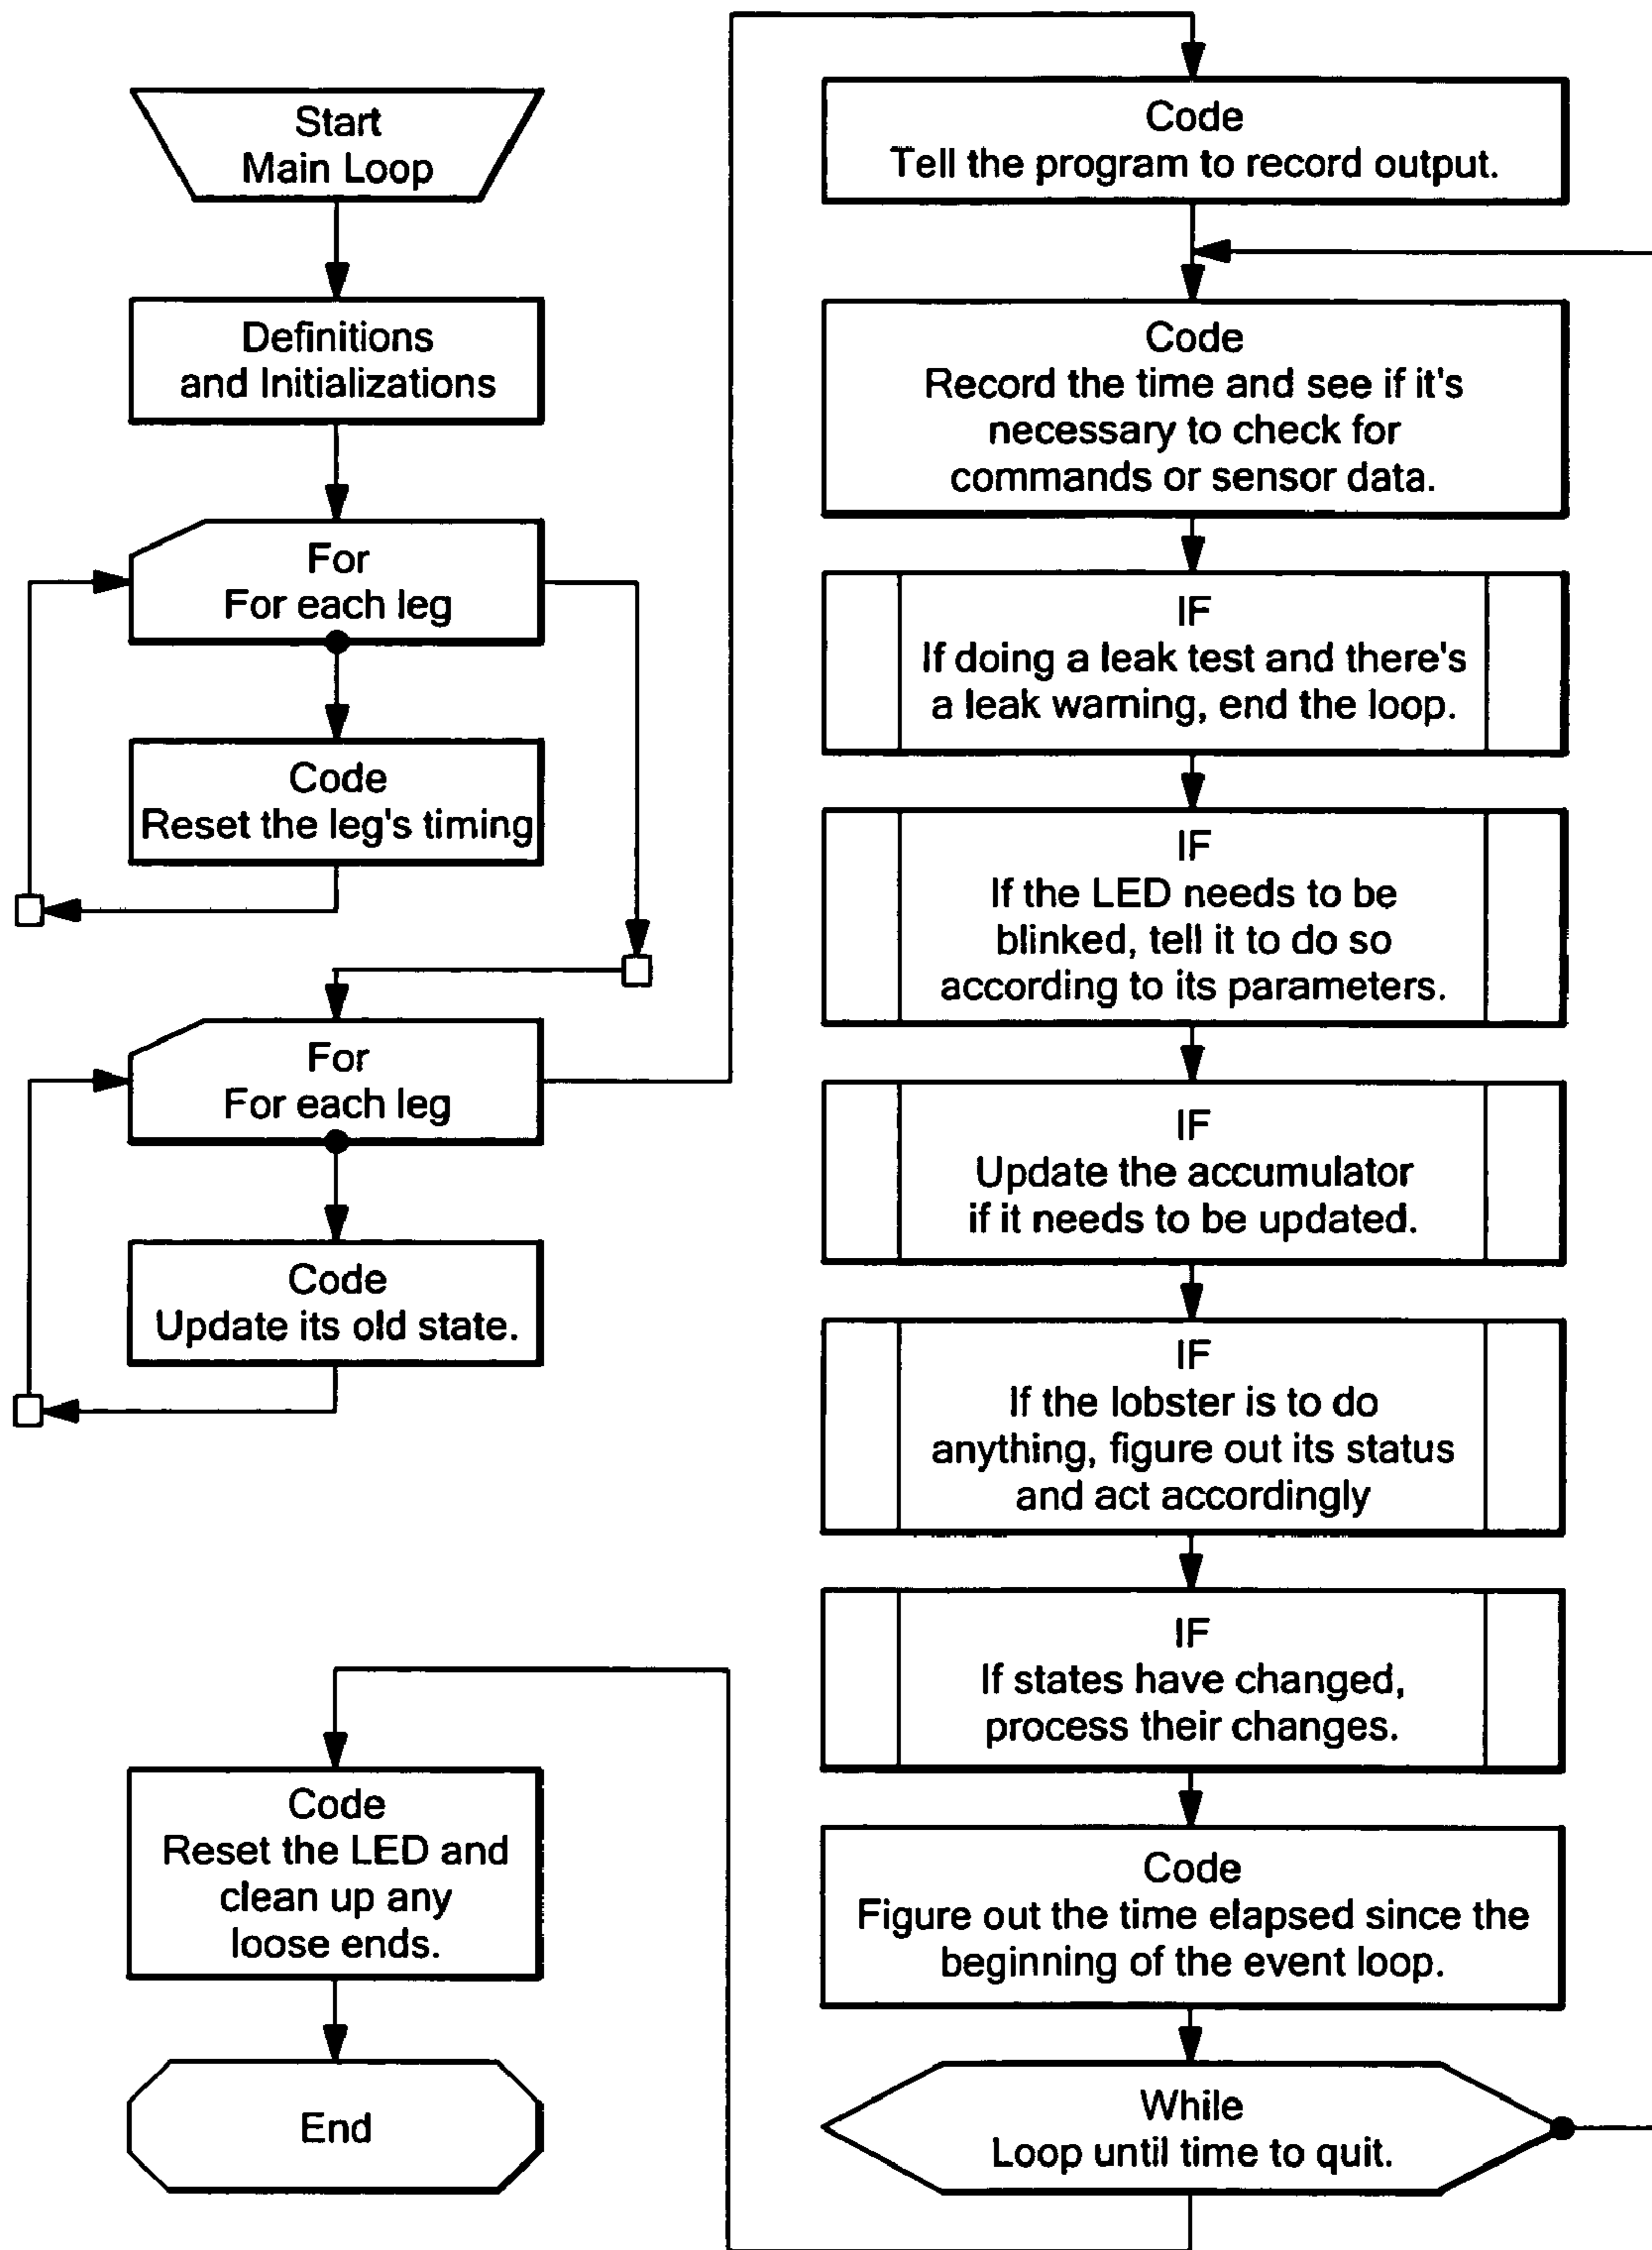 Start
Main Loop
Definitions
and Initializations
For
For each leg
Code
Reset the leg's timing
For
For each leg
Code
Update its old state.
Code
Tell the program to record output.
Code
Record the time and see if it's
necessary to check for
commands or sensor data.
IF
If doing a leak test and there's
a leak warning, end the loop.
IF
If the LED needs to be
blinked, tell it to do so
according to its parameters.
IF
Update the accumulator
if it needs to be updated.
IF
If the lobster is to do
anything, figure out its status
and act accordingly
IF
If states have changed,
process their changes.
Code
Figure out the time elapsed since the
beginning of the event loop.
While
Loop until time to quit.
Code
Reset the LED and
clean up any
loose ends.
End